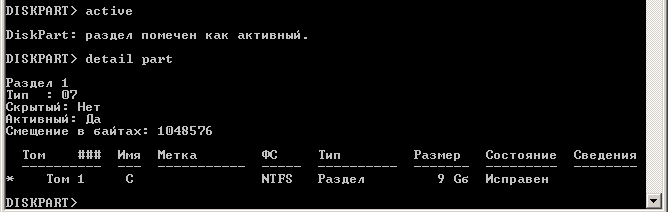 DISKPART> active
DiskPart: раздел помечен как активный.
DISKPART> detail part
Раздел 1
Тип  : 07
Скрытый: Нет
Активный: Да
Смещение в байтах: 1048576
Том ### Имя Метка ФС Тип Размер Состояние Сведения
---------- --- ----------- ----- ---------- ------- --------- --------
* Том 1 C NTFS Раздел 9 Gб Исправен
DISKPART>